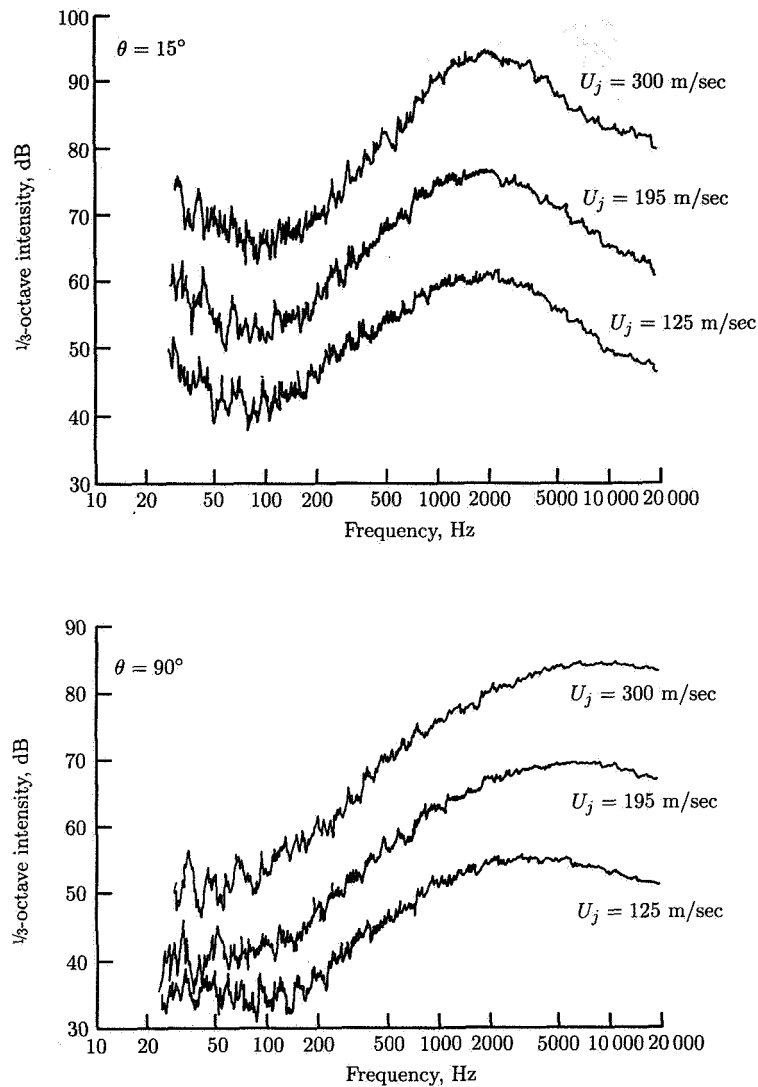 100
θ = 15°
90
U_j = 300 m/sec
80
70
U_j = 195 m/sec
60
50
U_j = 125 m/sec
40
30
1/3-octave intensity, dB
10 20 50 100 200 500 1000 2000 5000 10 000 20 000
Frequency, Hz
90
θ = 90°
80
U_j = 300 m/sec
70
U_j = 195 m/sec
60
50
U_j = 125 m/sec
40
30
1/3-octave intensity, dB
10 20 50 100 200 500 1000 2000 5000 10 000 20 000
Frequency, Hz